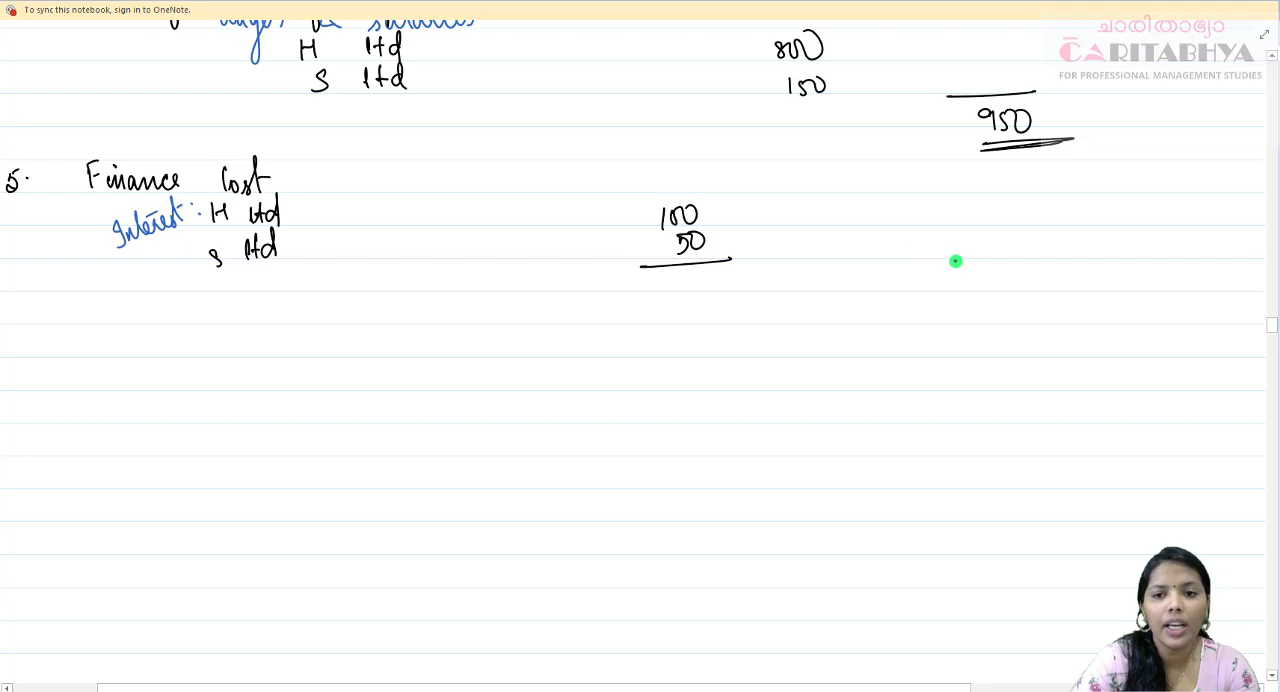 To sync this notebook, sign in to OneNote.
ചാരിതാഭ്യാ
CARITABHYA
FOR PROFESSIONAL MANAGEMENT STUDIES
H ltd 800
S ltd 150
950
5. Finance Cost
Interest: H ltd 100
S ltd 50